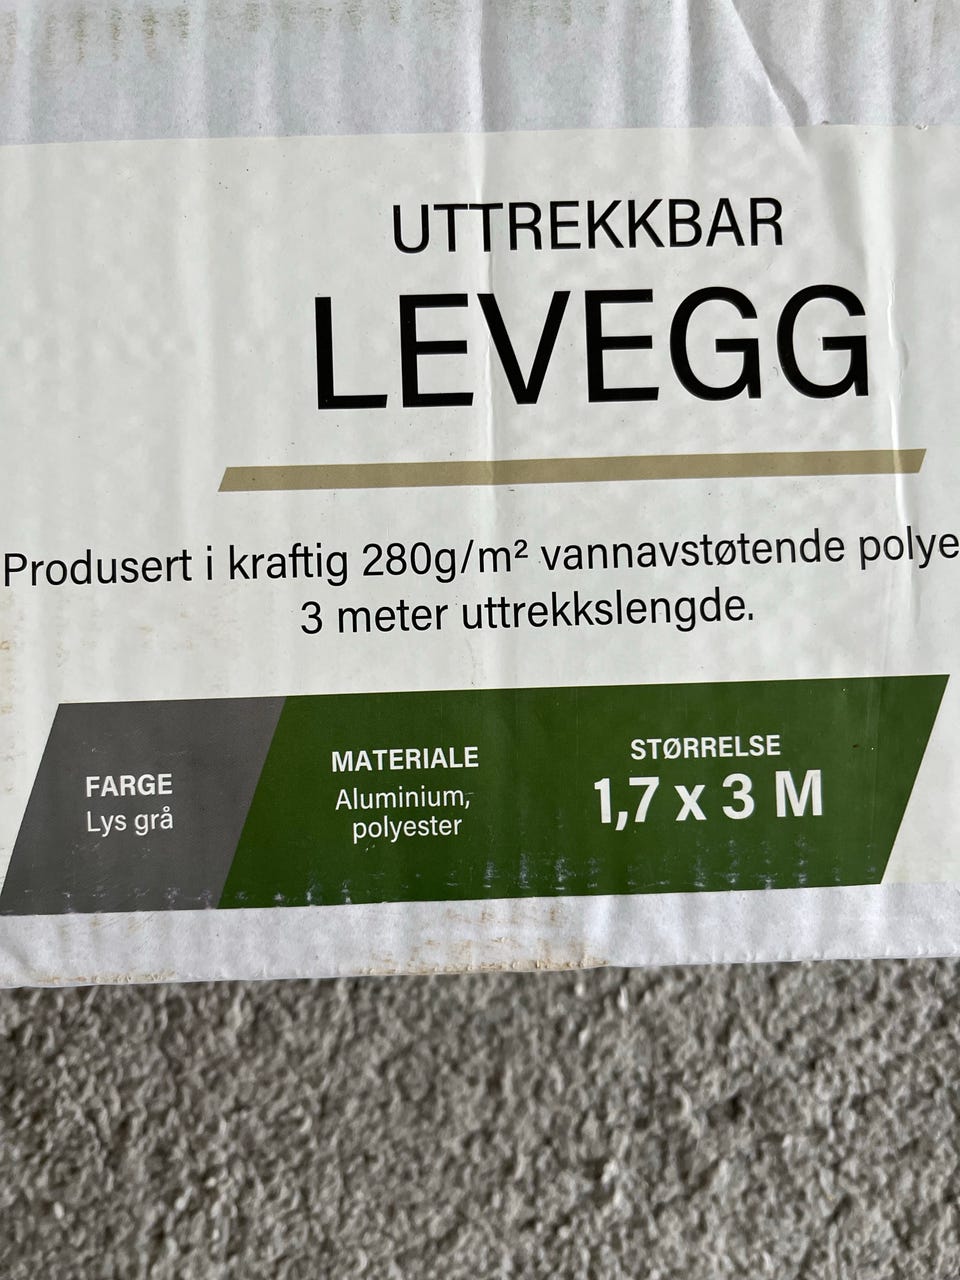 UTTREKKBAR
LEVEGG
Produsert i kraftig 280g/m² vannavstøtende polye
3 meter uttrekkslengde.
FARGE
Lys grå
MATERIALE
Aluminium,
polyester
STØRRELSE
1,7 x 3 M